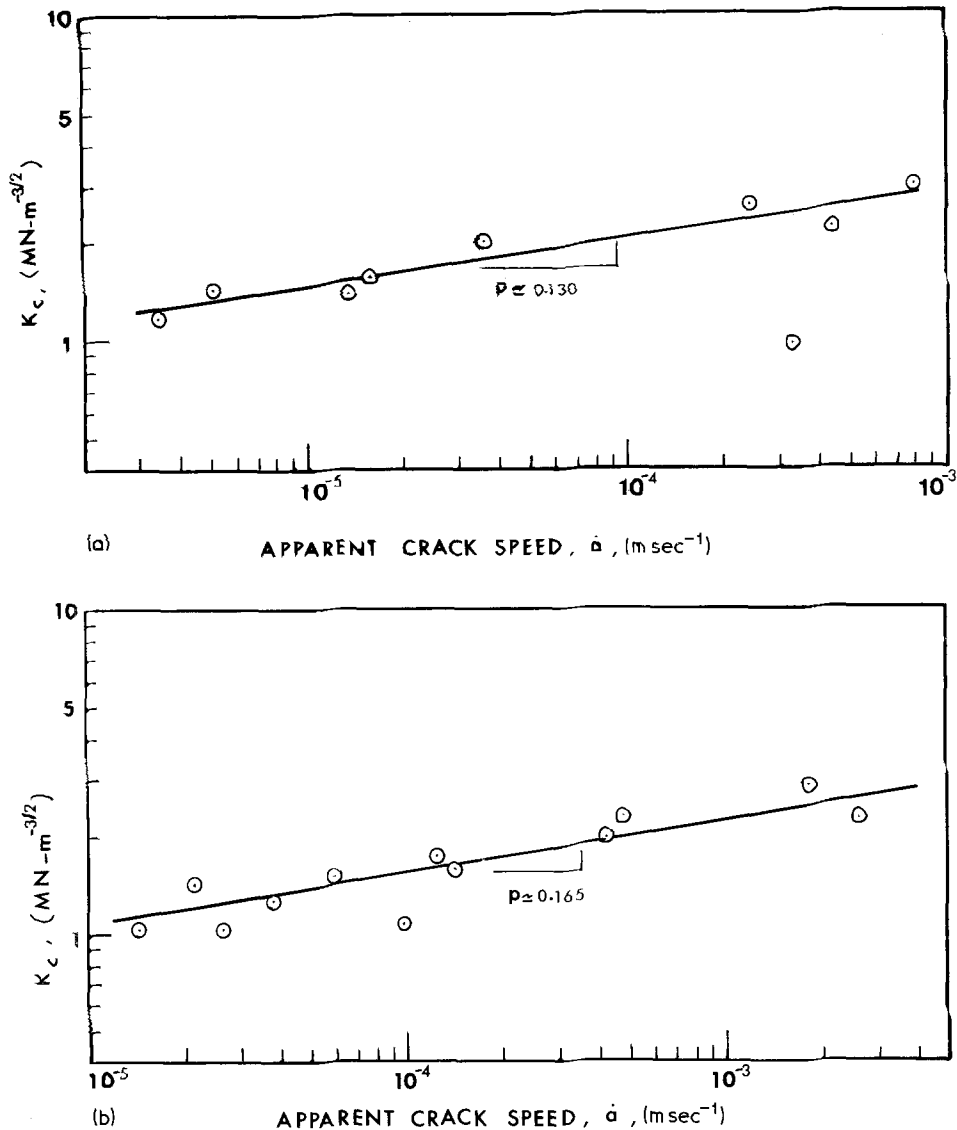 10
5
1
K_c, (MN-m^-3/2)
p ≃ 0.130
10^-5
10^-4
10^-3
(a)
APPARENT CRACK SPEED, ȧ, (m sec^-1)
10
5
1
K_c, (MN-m^-3/2)
p ≃ 0.165
10^-5
10^-4
10^-3
(b)
APPARENT CRACK SPEED, ȧ, (m sec^-1)